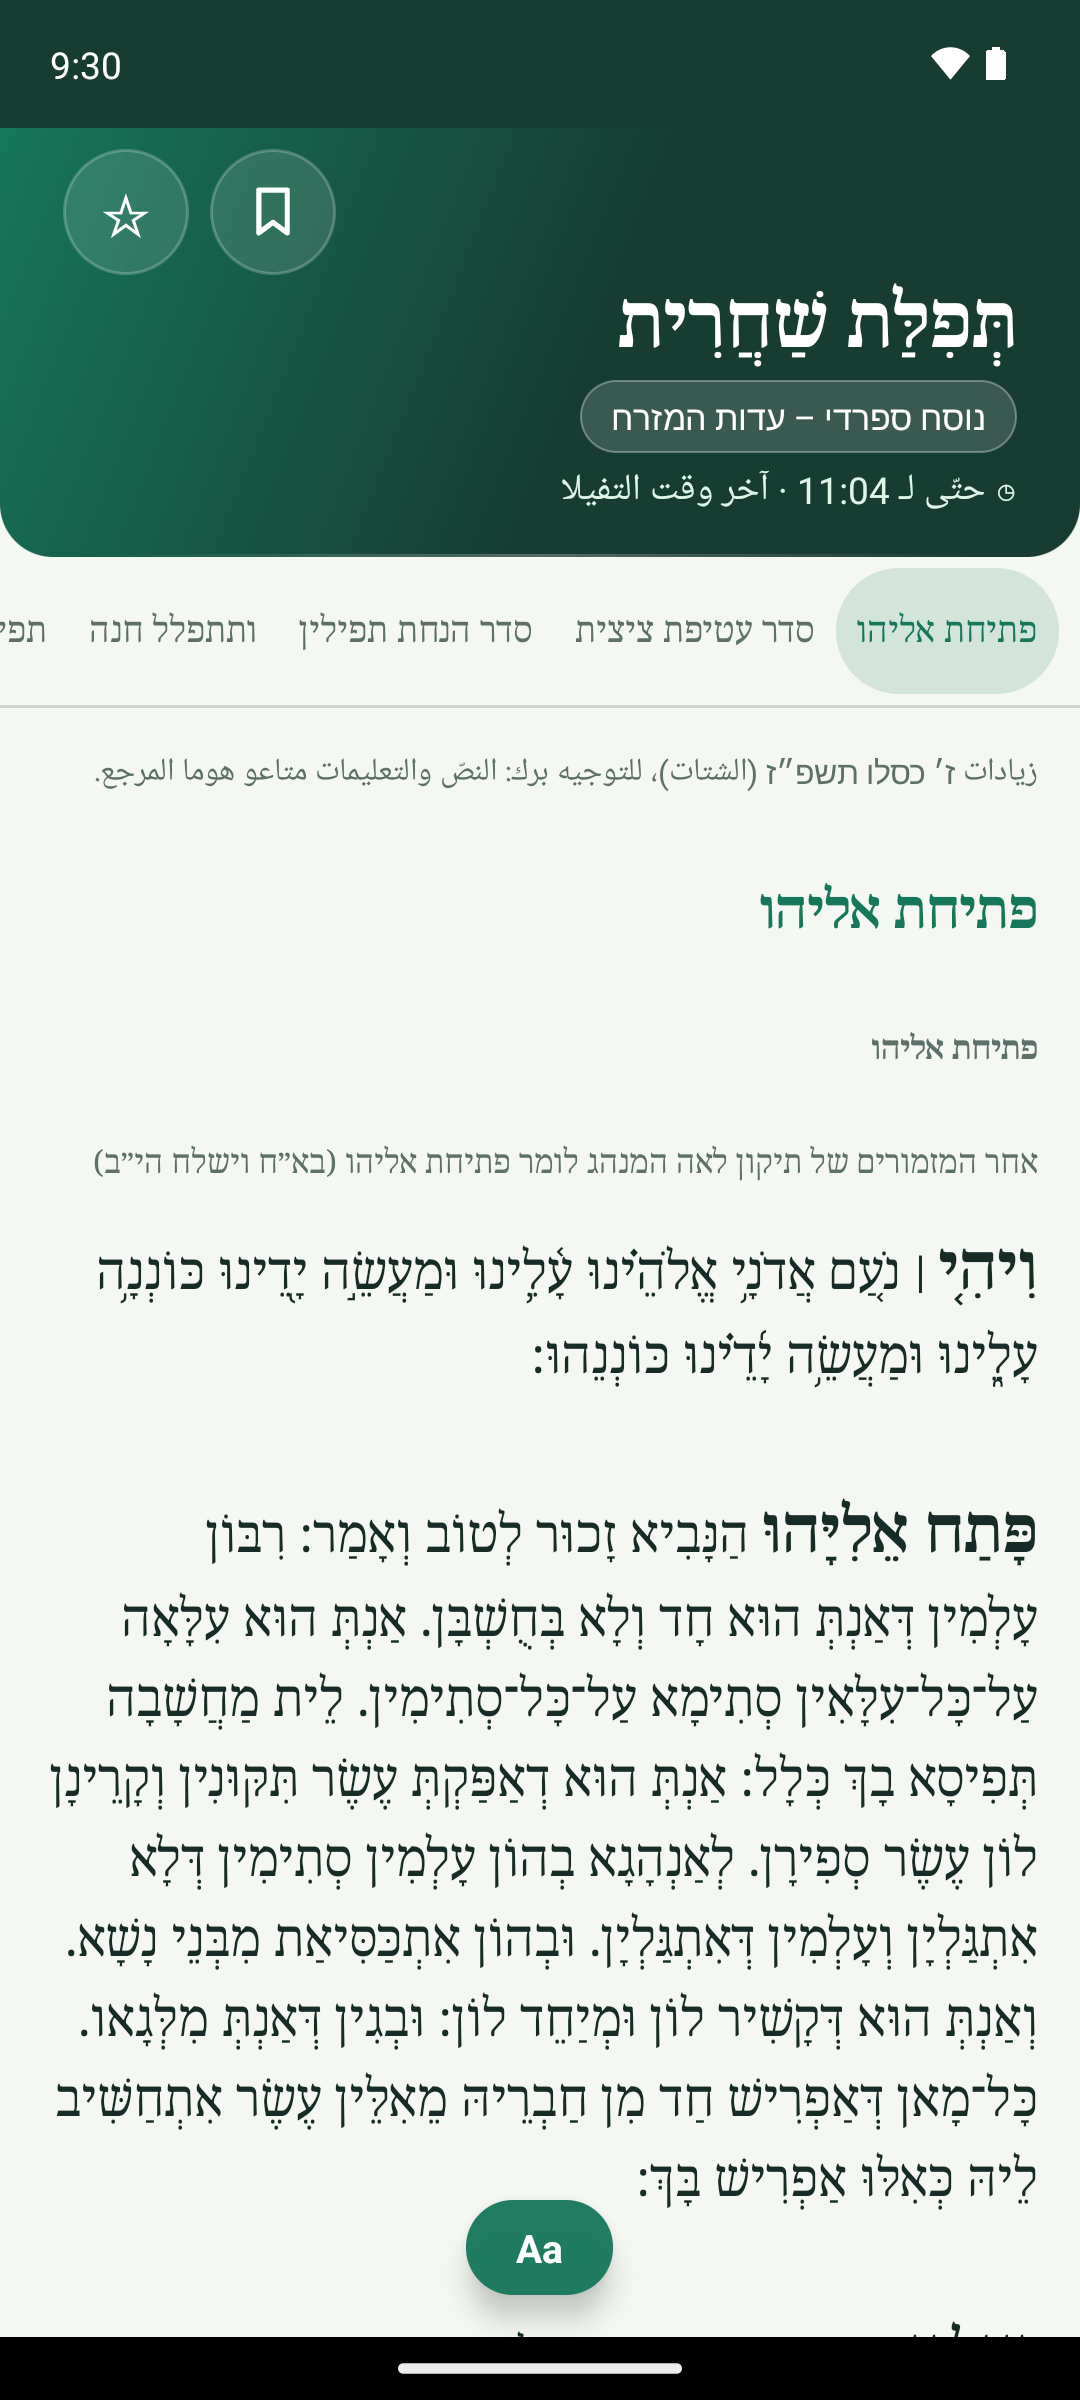 9:30
☆
תְּפִלַּת שַׁחֲרִית
נוסח ספרדי – עדות המזרח
◷ حتّى لـ 11:04 · آخر وقت التفيلا
פתיחת אליהו סדר עטיפת ציצית סדר הנחת תפילין ותתפלל חנה תפי
زيادات ז׳ כסלו תשפ״ז (الشتات)، للتوجيه برك: النصّ والتعليمات متاعو هوما المرجع.
פתיחת אליהו
פתיחת אליהו
אחר המזמורים של תיקון לאה המנהג לומר פתיחת אליהו (בא״ח וישלח הי״ב)
וִיהִ֤י ׀ נֹ֤עַם אֲדֹנָ֥י אֱלֹהֵ֗ינוּ עָ֫לֵ֥ינוּ וּמַעֲשֵׂ֣ה יָ֭דֵינוּ כּוֹנְנָ֥ה
עָלֵ֑ינוּ וּמַעֲשֵׂ֥ה יָ֝דֵ֗ינוּ כּוֹנְנֵהוּ:
פָּתַח אֵלִיָּהוּ הַנָּבִיא זָכוּר לְטוֹב וְאָמַר: רִבּוֹן
עָלְמִין דְּאַנְתְּ הוּא חָד וְלָא בְּחֻשְׁבָּן. אַנְתְּ הוּא עִלָּאָה
עַל־כָּל־עִלָּאִין סְתִימָא עַל־כָּל־סְתִימִין. לֵית מַחֲשָׁבָה
תְּפִיסָא בָךְ כְּלָל: אַנְתְּ הוּא דְאַפַּקְתְּ עֶשֶׂר תִּקּוּנִין וְקָרֵינָן
לוֹן עֶשֶׂר סְפִירָן. לְאַנְהָגָא בְהוֹן עָלְמִין סְתִימִין דְּלָא
אִתְגַּלְיָן וְעָלְמִין דְּאִתְגַּלְיָן. וּבְהוֹן אִתְכַּסִּיאַת מִבְּנֵי נָשָׁא.
וְאַנְתְּ הוּא דְּקָשִׁיר לוֹן וּמְיַחֵד לוֹן: וּבְגִין דְּאַנְתְּ מִלְּגָאו.
כָּל־מָאן דְּאַפְרִישׁ חַד מִן חַבְרֵיהּ מֵאִלֵּין עֶשֶׂר אִתְחַשִּׁיב
לֵיהּ כְּאִלּוּ אַפְרִישׁ בָּךְ:
Aa